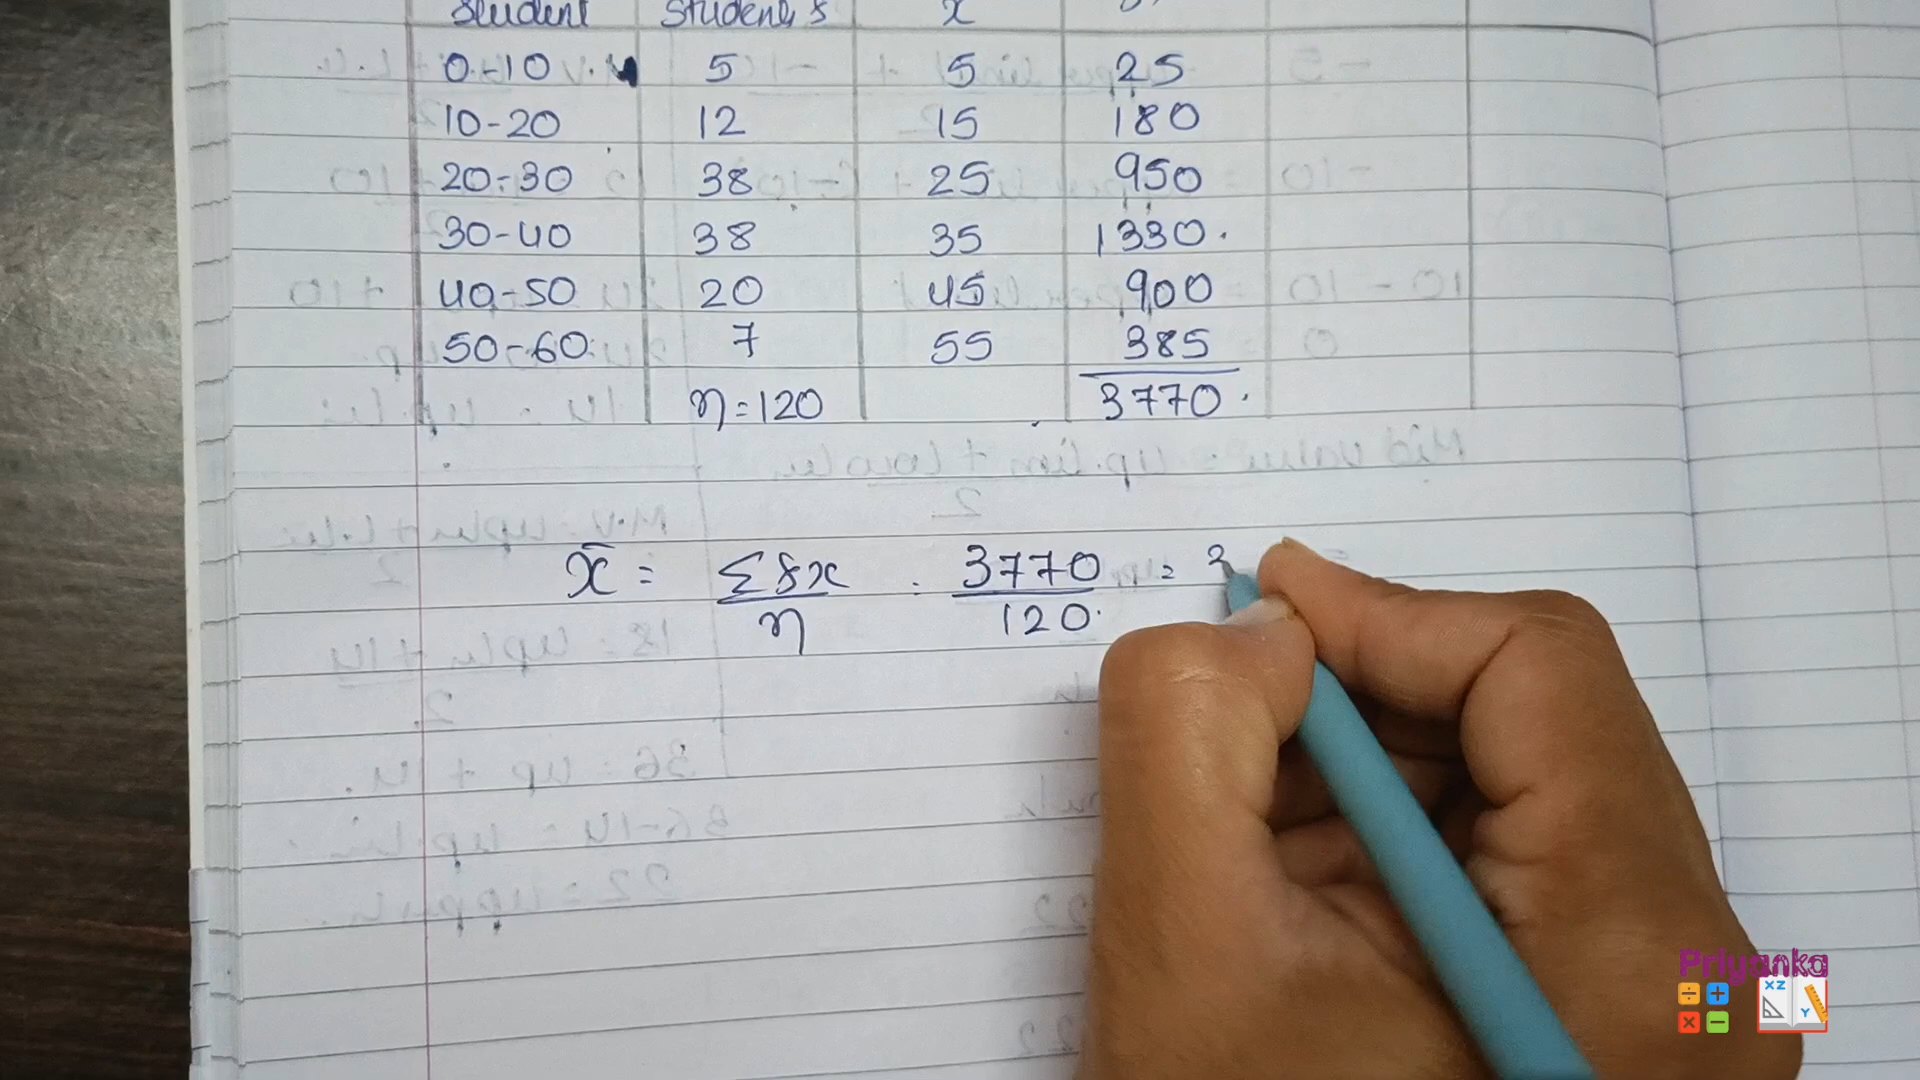 Student Students x
0-10 5 5 25
10-20 12 15 180
20-30 38 25 950
30-40 38 35 1330.
40-50 20 45 900
50-60 7 55 385
n=120 3770.
x̄ = Σfx/n = 3770/120 = 3
Priyanka